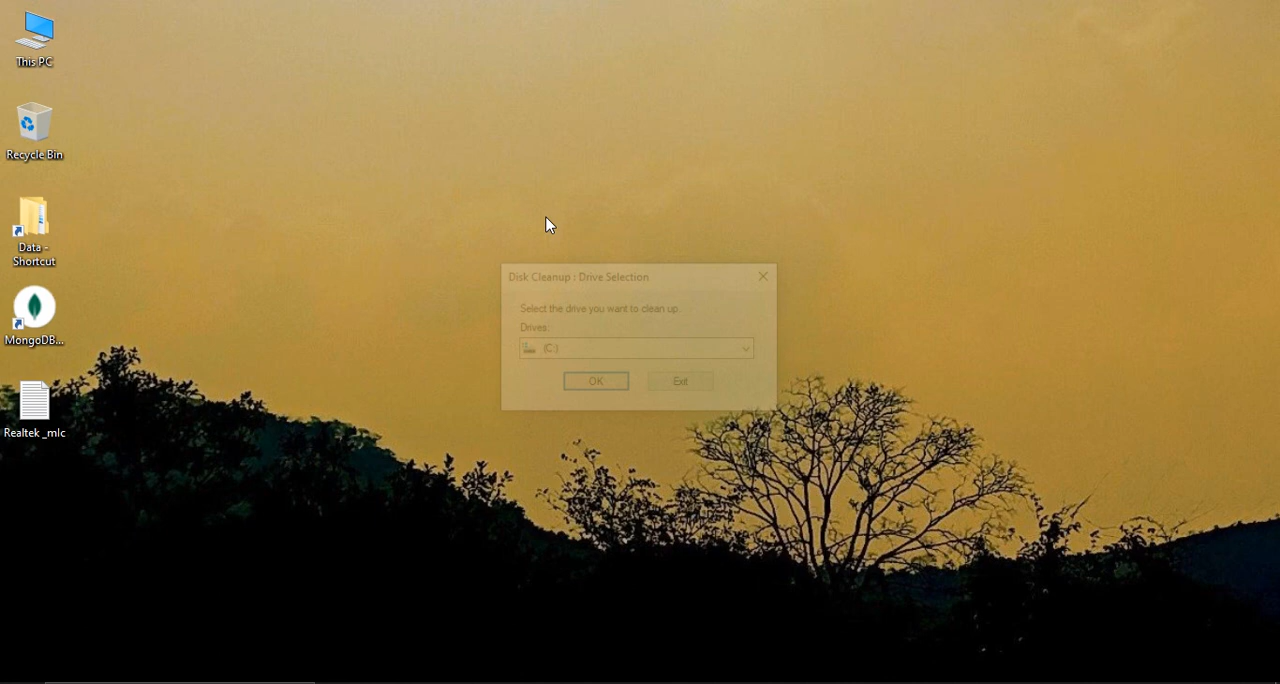 This PC
Recycle Bin
Data -
Shortcut
MongoDB...
Realtek _mlc
Disk Cleanup : Drive Selection
Select the drive you want to clean up.
Drives:
(C:)
OK
Exit